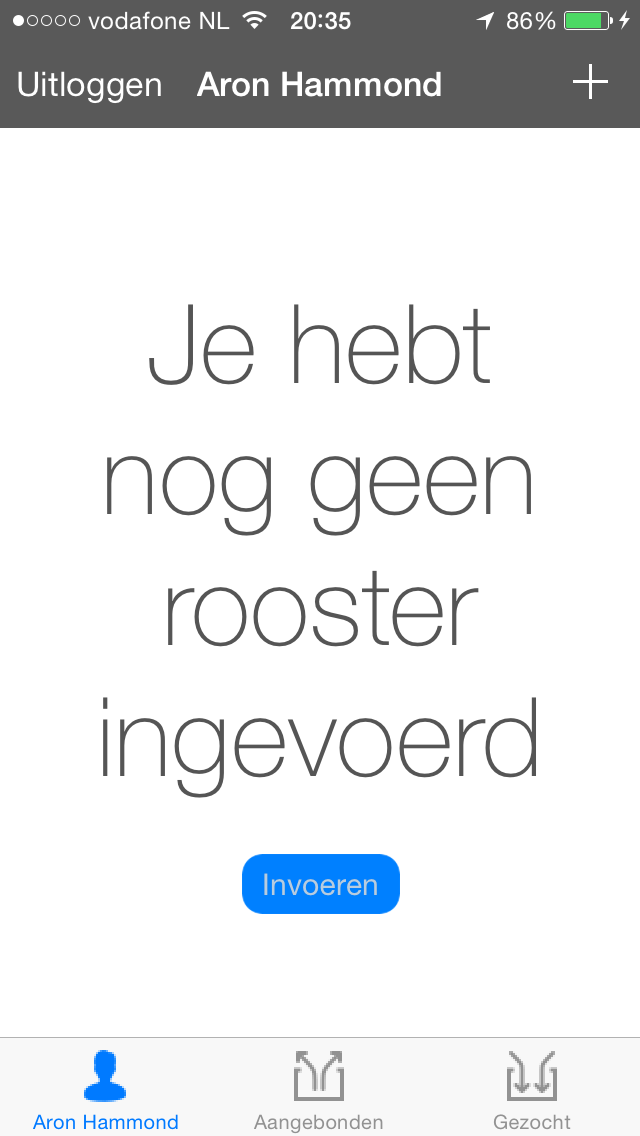 vodafone NL 20:35 86%
Uitloggen Aron Hammond
Je hebt
nog geen
rooster
ingevoerd
Invoeren
Aron Hammond Aangebonden Gezocht